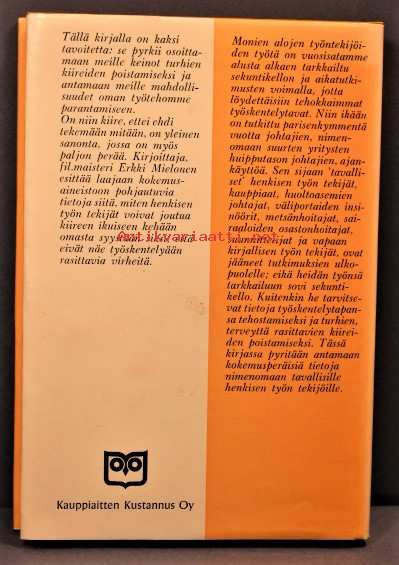 Tällä kirjalla on kaksi
tavoitetta: se pyrkii osoitta-
maan meille keinot turhien
kiireiden poistamiseksi ja
antamaan meille mahdolli-
suudet oman työtehomme
parantamiseen.
On niin kiire, ettei ehdi
tekemään mitään, on yleinen
sanonta, jossa on myös
paljon perää. Kirjoittaja,
fil.maisteri Erkki Mielonen
esittää laajaan kokemus-
aineistoon pohjautuvia
tietoja siitä, miten henkisen
työn tekijät voivat joutua
kiireen ikuiseen kehään
omasta syystään
eivät näe työskentelyään
rasittavia virheitä.
Kauppiaitten Kustannus Oy
Monien alojen työntekijöi-
den työtä on vuosisatamme
alusta alkaen tarkkailtu
sekuntikellon ja aikatutki-
musten voimalla, jotta
löydettäisiin tehokkaimmat
työskentelytavat. Niin ikään
on tutkittu parisenkymmentä
vuotta johtajien, nimen-
omaan suurten yritysten
huipputason johtajien, ajan-
käyttöä. Sen sijaan 'tavalli-
set' henkisen työn tekijät,
kauppiaat, huoltoasemien
johtajat, väliportaiden insi-
nöörit, metsänhoitajat, sai-
raaloiden osastonhoitajat,
kunnanjohtajat ja vapaan
kirjallisen työn tekijät, ovat
jääneet tutkimuksien ulko-
puolelle; eikä heidän työnsä
tarkkailuun sovi sekunti-
kello. Kuitenkin he tarvitse-
vat tietoja työskentelytapan-
sa tehostamiseksi ja turhien,
terveyttä rasittavien kiirei-
den poistamiseksi. Tässä
kirjassa pyritään antamaan
kokemusperäisiä tietoja
nimenomaan tavallisille
henkisen työn tekijöille.
Antikvariaatti.net